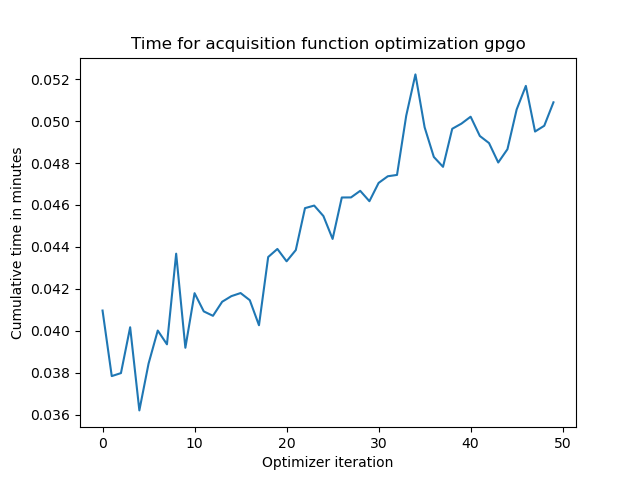 Time for acquisition function optimization gpgo
Cumulative time in minutes
0.052
0.050
0.048
0.046
0.044
0.042
0.040
0.038
0.036
0 10 20 30 40 50
Optimizer iteration